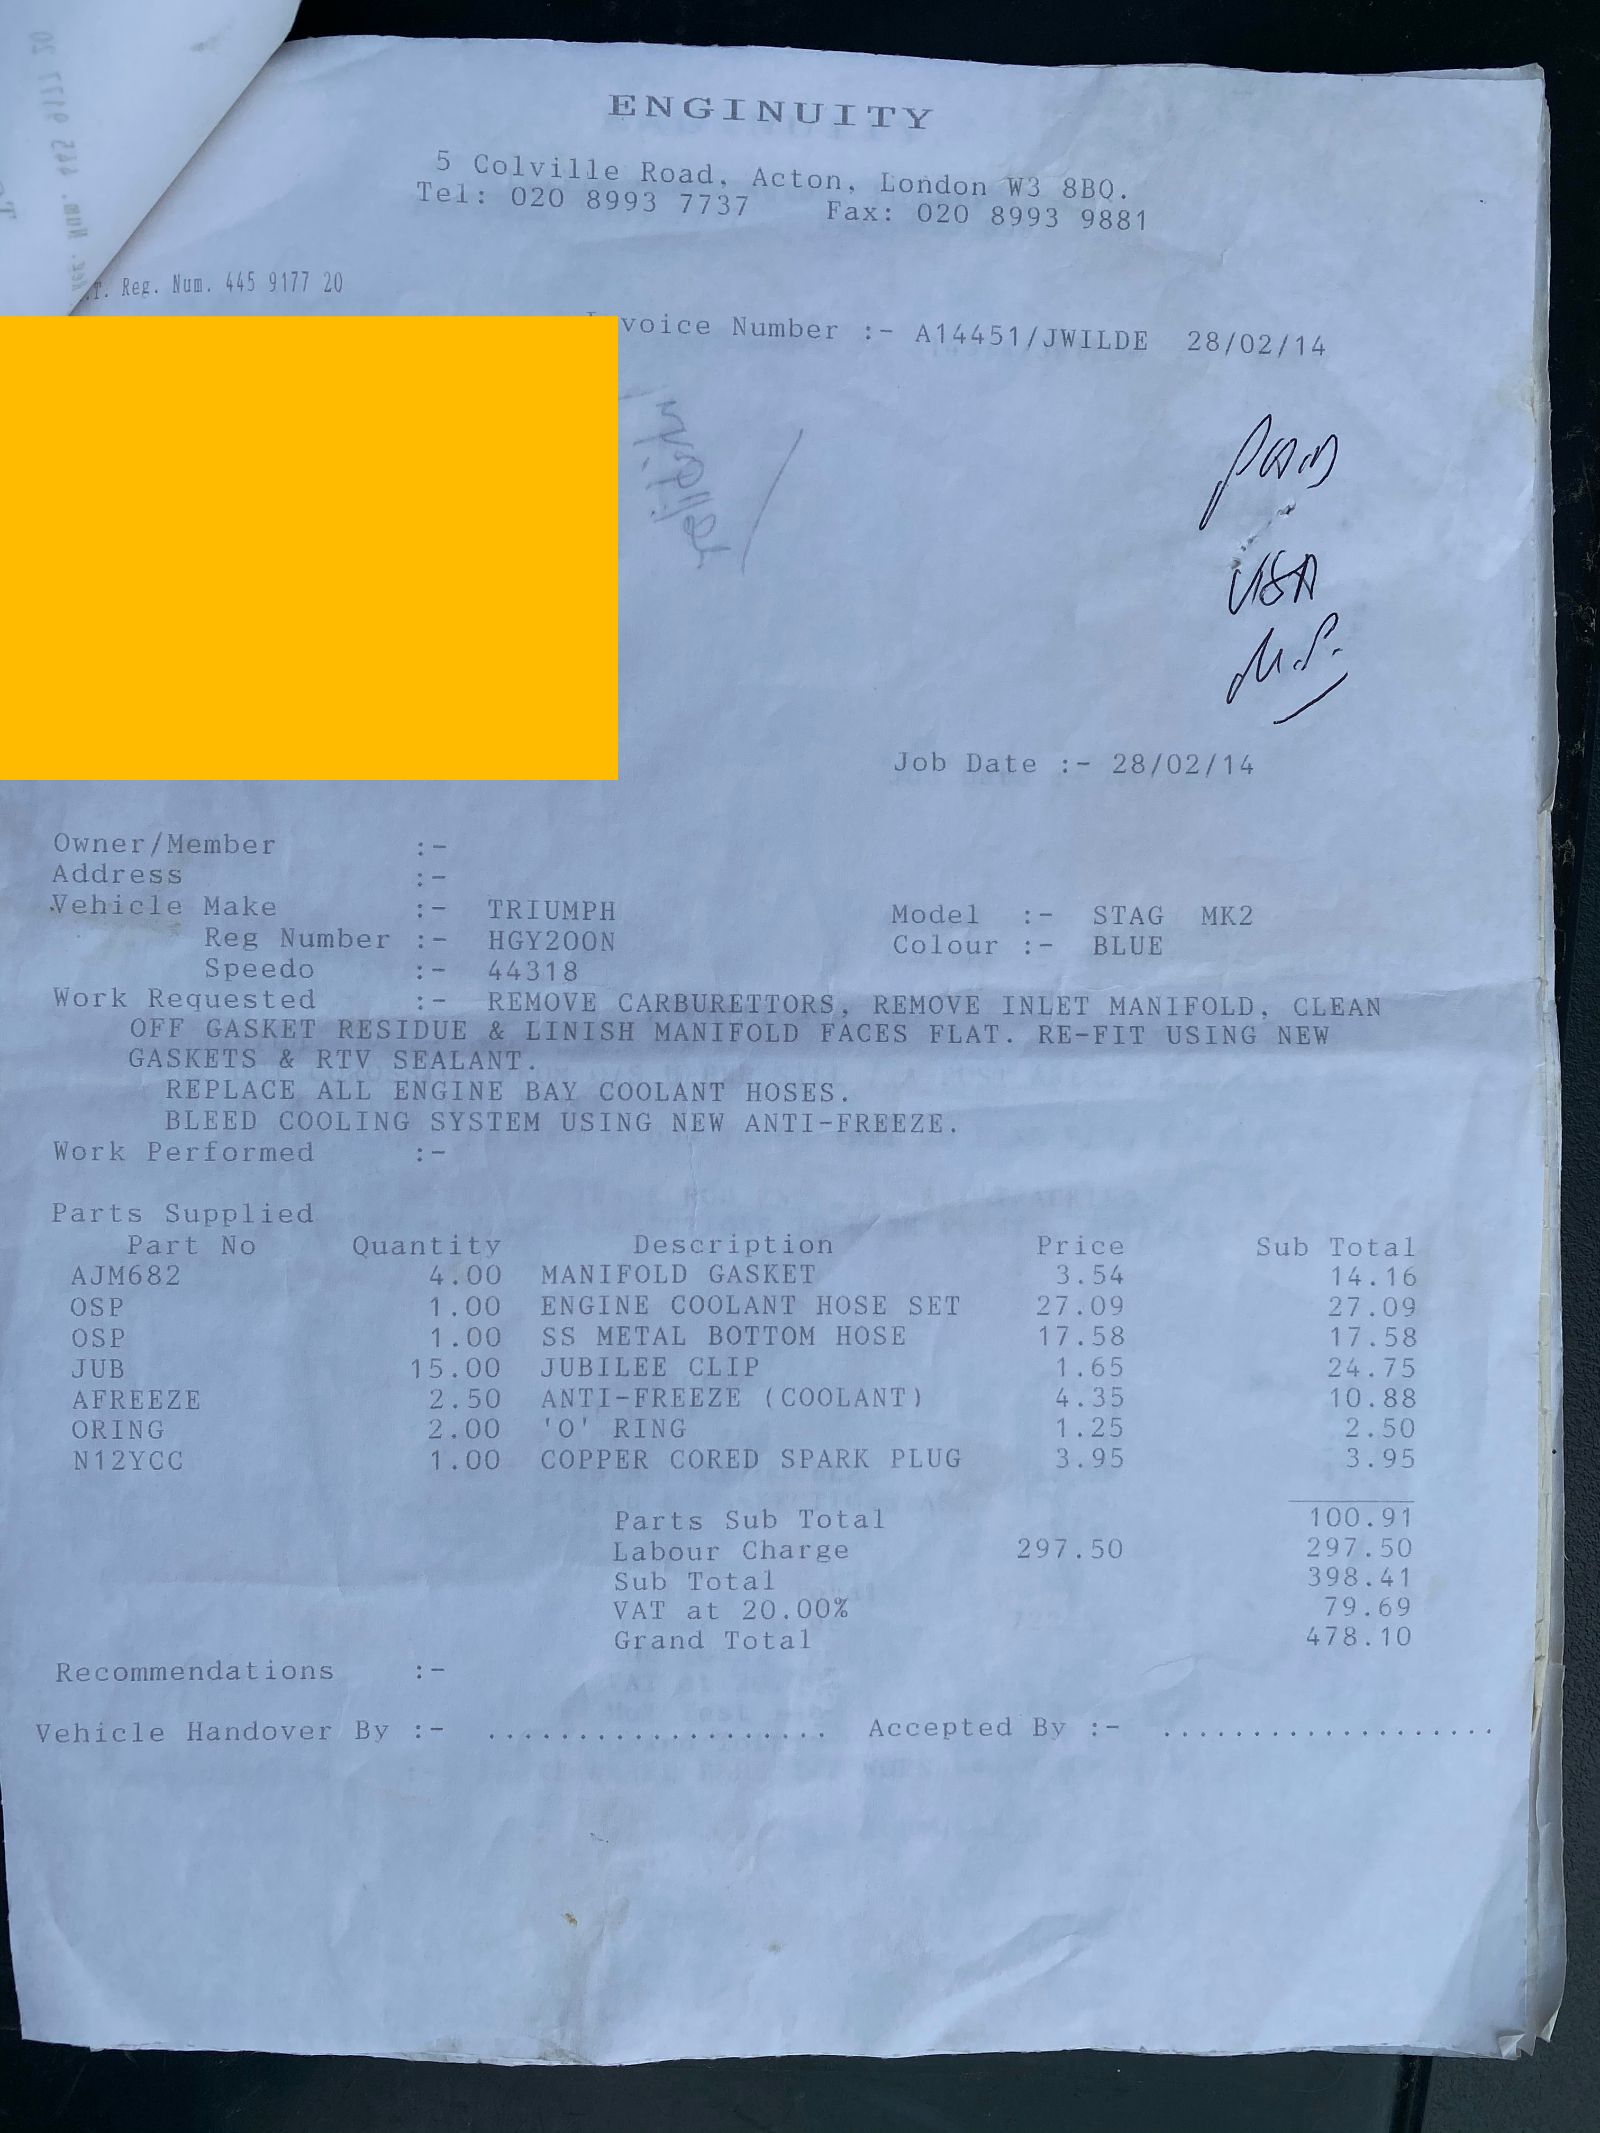 ENGINUITY
5 Colville Road, Acton, London W3 8BQ.
Tel: 020 8993 7737 Fax: 020 8993 9881
.T. Reg. Num. 445 9177 20
voice Number :- A14451/JWILDE 28/02/14
PAID
VISA
Job Date :- 28/02/14
Owner/Member :-
Address :-
Vehicle Make :- TRIUMPH Model :- STAG MK2
Reg Number :- HGY200N Colour :- BLUE
Speedo :- 44318
Work Requested :- REMOVE CARBURETTORS, REMOVE INLET MANIFOLD, CLEAN
OFF GASKET RESIDUE & LINISH MANIFOLD FACES FLAT. RE-FIT USING NEW
GASKETS & RTV SEALANT.
REPLACE ALL ENGINE BAY COOLANT HOSES.
BLEED COOLING SYSTEM USING NEW ANTI-FREEZE.
Work Performed :-
Parts Supplied
Part No Quantity Description Price Sub Total
AJM682 4.00 MANIFOLD GASKET 3.54 14.16
OSP 1.00 ENGINE COOLANT HOSE SET 27.09 27.09
OSP 1.00 SS METAL BOTTOM HOSE 17.58 17.58
JUB 15.00 JUBILEE CLIP 1.65 24.75
AFREEZE 2.50 ANTI-FREEZE (COOLANT) 4.35 10.88
ORING 2.00 'O' RING 1.25 2.50
N12YCC 1.00 COPPER CORED SPARK PLUG 3.95 3.95
Parts Sub Total 100.91
Labour Charge 297.50 297.50
Sub Total 398.41
VAT at 20.00% 79.69
Grand Total 478.10
Recommendations :-
Vehicle Handover By :- .................. Accepted By :- ..................